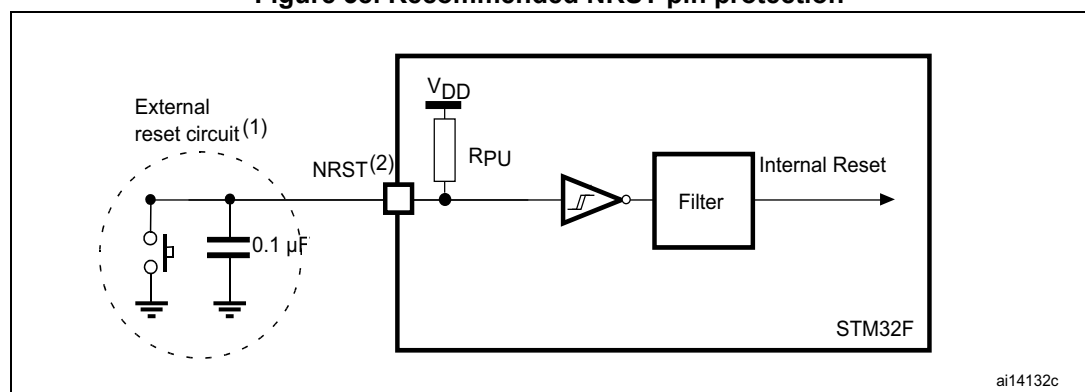 Figure Recommended NRST pin protection
External
reset circuit(1)
VDD
RPU
NRST(2)
Internal Reset
Filter
0.1 µF
STM32F
ai14132c